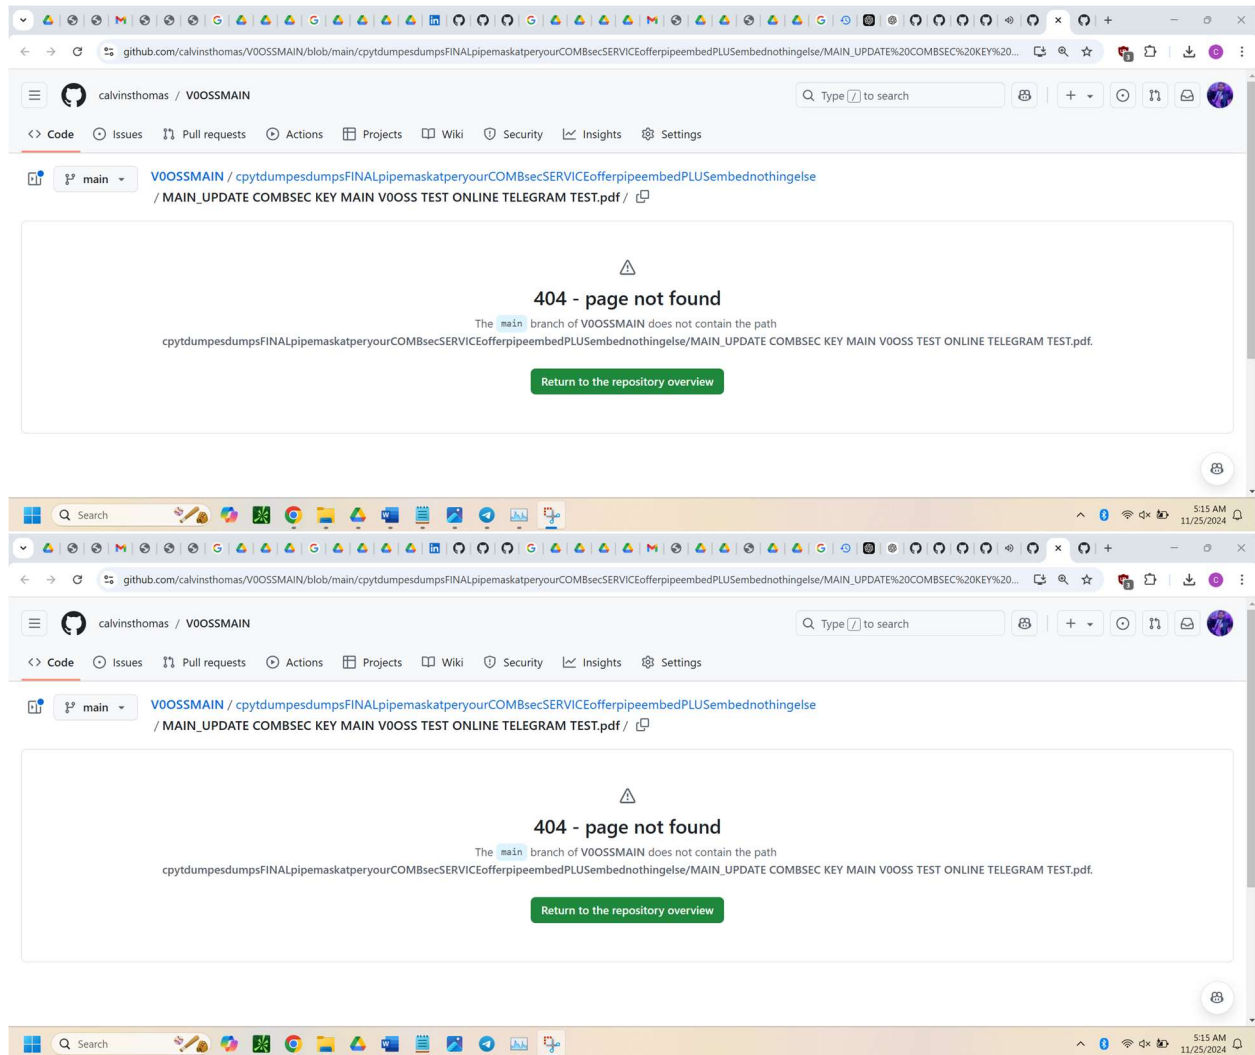 github.com/calvinsthomas/V0OSSMAIN/blob/main/cpytdumpesdumpsFINALpipemaskatperyourCOMBsecSERVICEofferpipeembedPLUSembednothingelse/MAIN_UPDATE%20COMBSEC%20KEY%20...
calvinsthomas / V0OSSMAIN
Type / to search
Code Issues Pull requests Actions Projects Wiki Security Insights Settings
main
V0OSSMAIN / cpytdumpesdumpsFINALpipemaskatperyourCOMBsecSERVICEofferpipeembedPLUSembednothingelse
/ MAIN_UPDATE COMBSEC KEY MAIN V0OSS TEST ONLINE TELEGRAM TEST.pdf /
404 - page not found
The main branch of V0OSSMAIN does not contain the path
cpytdumpesdumpsFINALpipemaskatperyourCOMBsecSERVICEofferpipeembedPLUSembednothingelse/MAIN_UPDATE COMBSEC KEY MAIN V0OSS TEST ONLINE TELEGRAM TEST.pdf.
Return to the repository overview
Search
5:15 AM
11/25/2024
github.com/calvinsthomas/V0OSSMAIN/blob/main/cpytdumpesdumpsFINALpipemaskatperyourCOMBsecSERVICEofferpipeembedPLUSembednothingelse/MAIN_UPDATE%20COMBSEC%20KEY%20...
calvinsthomas / V0OSSMAIN
Type / to search
Code Issues Pull requests Actions Projects Wiki Security Insights Settings
main
V0OSSMAIN / cpytdumpesdumpsFINALpipemaskatperyourCOMBsecSERVICEofferpipeembedPLUSembednothingelse
/ MAIN_UPDATE COMBSEC KEY MAIN V0OSS TEST ONLINE TELEGRAM TEST.pdf /
404 - page not found
The main branch of V0OSSMAIN does not contain the path
cpytdumpesdumpsFINALpipemaskatperyourCOMBsecSERVICEofferpipeembedPLUSembednothingelse/MAIN_UPDATE COMBSEC KEY MAIN V0OSS TEST ONLINE TELEGRAM TEST.pdf.
Return to the repository overview
Search
5:15 AM
11/25/2024